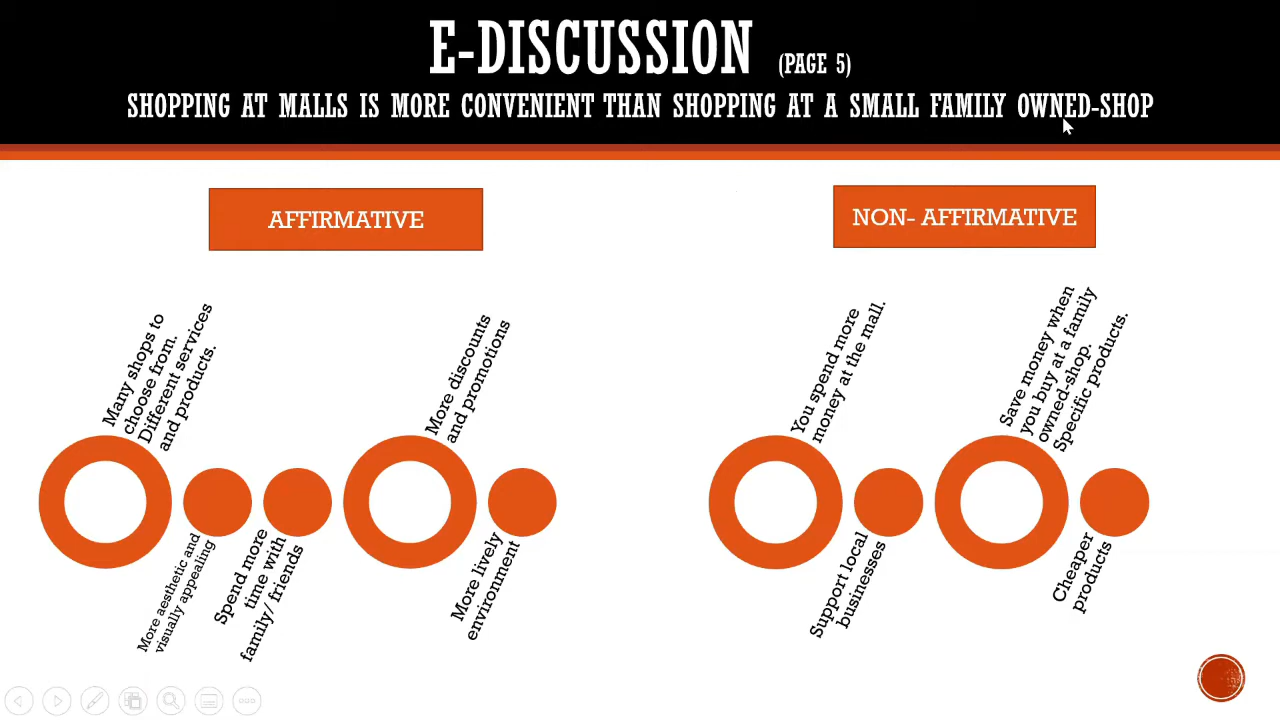 E-DISCUSSION (PAGE 5)
SHOPPING AT MALLS IS MORE CONVENIENT THAN SHOPPING AT A SMALL FAMILY OWNED-SHOP
AFFIRMATIVE
Many shops to
choose from.
Different services
and products.
More aesthetic and
visually appealing
Spend more
time with
family/ friends
More discounts
and promotions
More lively
environment
NON- AFFIRMATIVE
You spend more
money at the mall.
Support local
businesses
Save money when
you buy at a family
owned-shop.
Specific products.
Cheaper
products